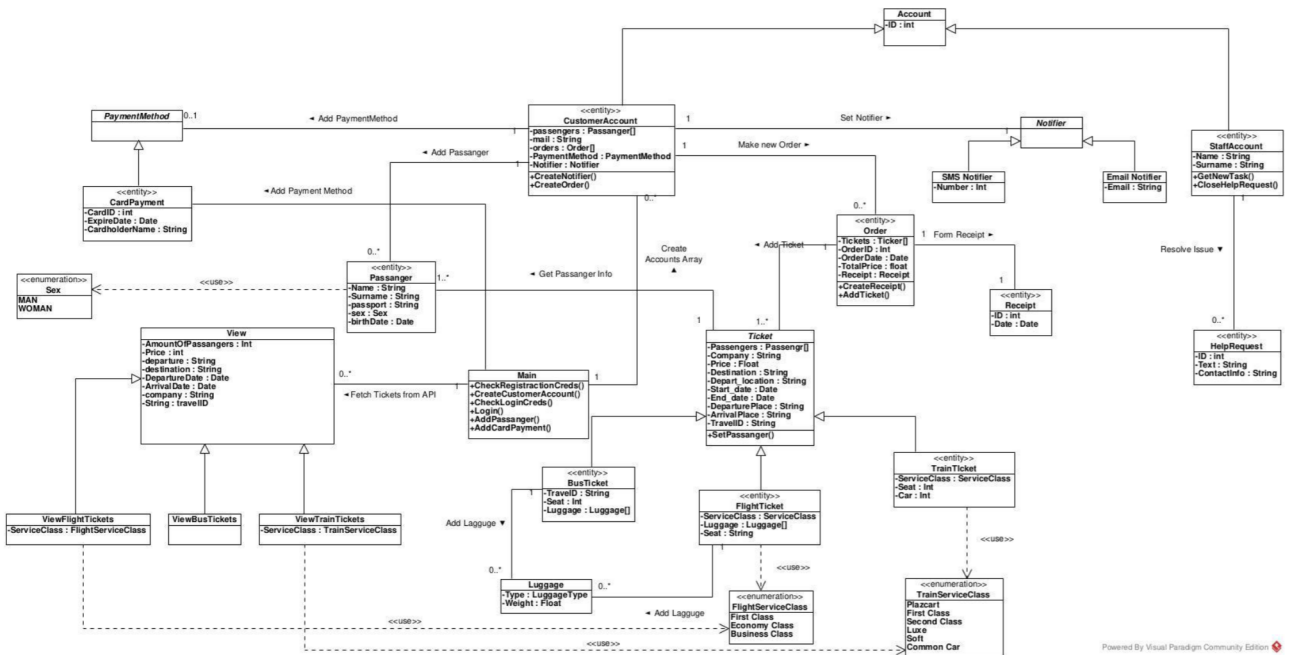 Account
-ID : int
PaymentMethod
0..1
◄ Add PaymentMethod
1
<<entity>>
CustomerAccount
-passengers : Passanger[]
-mail : String
-orders : Order[]
-PaymentMethod : PaymentMethod
-Notifier : Notifier
+CreateNotifier()
+CreateOrder()
1
Set Notifier ►
1
Notifier
1
Make new Order ►
0..*
◄ Add Passanger
1
0..*
◄ Add Payment Method
0..*
SMS Notifier
-Number : Int
Email Notifier
-Email : String
<<entity>>
StaffAccount
-Name : String
-Surname : String
+GetNewTask()
+CloseHelpRequest()
<<entity>>
CardPayment
-CardID : int
-ExpireDate : Date
-CardholderName : String
<<entity>>
Order
-Tickets : Ticker[]
-OrderID : Int
-OrderDate : Date
-TotalPrice : float
-Receipt : Receipt
+CreateReceipt()
+AddTicket()
1
Form Receipt ►
1
◄ Add Ticket
1
1..*
Create
Accounts Array
▲
Resolve Issue ▼
0..*
<<enumeration>>
Sex
MAN
WOMAN
<<use>>
<<entity>>
Passanger
-Name : String
-Surname : String
-passport : String
-sex : Sex
-birthDate : Date
1..*
◄ Get Passanger Info
1
<<entity>>
Receipt
-ID : int
-Date : Date
View
-AmountOfPassangers : Int
-Price : int
-departure : String
-destination : String
-DepartureDate : Date
-ArrivalDate : Date
-company : String
-String : travelID
0..*
◄Fetch Tickets from API
1
Main
+CheckRegistractionCreds()
+CreateCustomerAccount()
+CheckLoginCreds()
+Login()
+AddPassanger()
+AddCardPayment()
1
Ticket
-Passengers : Passengr[]
-Company : String
-Price : Float
-Destination : String
-Depart_location : String
-Start_date : Date
-End_date : Date
-DeparturePlace : String
-ArrivalPlace : String
-TravelID : String
+SetPassanger()
<<entity>>
HelpRequest
-ID : int
-Text : String
-ContactInfo : String
<<entity>>
BusTicket
-TraveID : String
-Seat : Int
-Luggage : Luggage[]
1
Add Lagguge ▼
0..*
<<entity>>
FlightTicket
-ServiceClass : ServiceClass
-Luggage : Luggage[]
-Seat : String
1
<<entity>>
TrainTIcket
-ServiceClass : ServiceClass
-Seat : Int
-Car : Int
ViewFlightTickets
-ServiceClass : FlightServiceClass
ViewBusTickets
ViewTrainTickets
-ServiceClass : TrainServiceClass
<<use>>
<<use>>
Luggage
-Type : LuggageType
-Weight : Float
0..*
◄ Add Lagguge
<<enumeration>>
FlightServiceClass
First Class
Economy Class
Business Class
<<enumeration>>
TrainServiceClass
Plazcart
First Class
Second Class
Luxe
Soft
Common Car
<<use>>
<<use>>
Powered By Visual Paradigm Community Edition